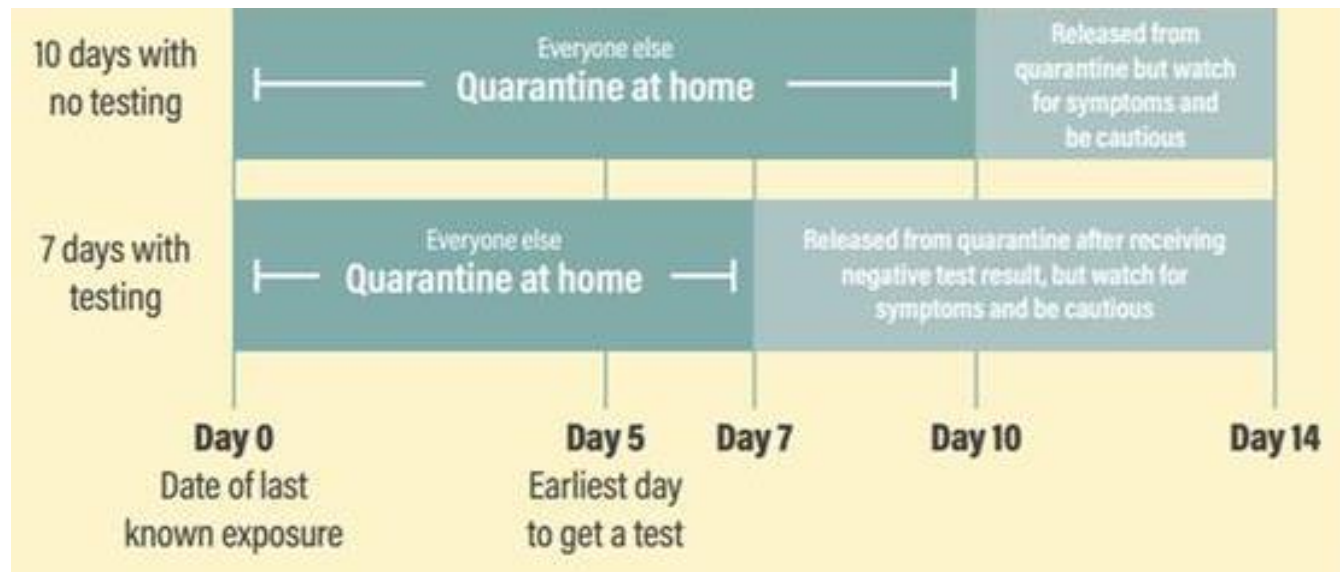 10 days with
no testing
Everyone else
Quarantine at home
Released from
quarantine but watch
for symptoms and
be cautious
7 days with
testing
Everyone else
Quarantine at home
Released from quarantine after receiving
negative test result, but watch for
symptoms and be cautious
Day 0
Date of last
known exposure
Day 5
Earliest day
to get a test
Day 7
Day 10
Day 14